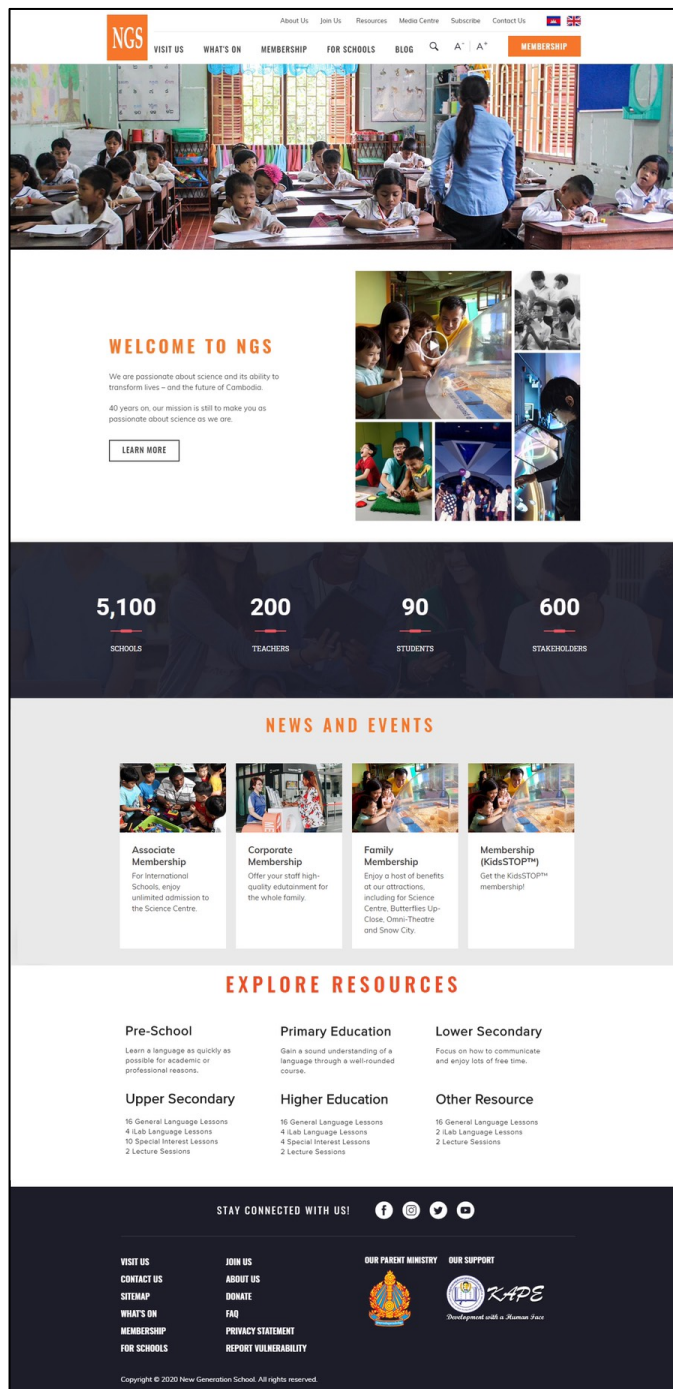 About Us Join Us Resources Media Centre Subscribe Contact Us
NGS
VISIT US WHAT'S ON MEMBERSHIP FOR SCHOOLS BLOG A- A+ MEMBERSHIP
WELCOME TO NGS
We are passionate about science and its ability to
transform lives – and the future of Cambodia.
40 years on, our mission is still to make you as
passionate about science as we are.
LEARN MORE
5,100 200 90 600
SCHOOLS TEACHERS STUDENTS STAKEHOLDERS
NEWS AND EVENTS
Associate
Membership
For International
Schools, enjoy
unlimited admission to
the Science Centre.
Corporate
Membership
Offer your staff high-
quality edutainment for
the whole family.
Family
Membership
Enjoy a host of benefits
at our attractions,
including for Science
Centre, Butterflies Up-
Close, Omni-Theatre
and Snow City.
Membership
(KidsSTOP™)
Get the KidsSTOP™
membership!
EXPLORE RESOURCES
Pre-School
Learn a language as quickly as
possible for academic or
professional reasons.
Primary Education
Gain a sound understanding of a
language through a well-rounded
course.
Lower Secondary
Focus on how to communicate
and enjoy lots of free time.
Upper Secondary
16 General Language Lessons
4 iLab Language Lessons
10 Special Interest Lessons
2 Lecture Sessions
Higher Education
16 General Language Lessons
4 iLab Language Lessons
4 Special Interest Lessons
2 Lecture Sessions
Other Resource
16 General Language Lessons
2 iLab Language Lessons
2 Lecture Sessions
STAY CONNECTED WITH US!
VISIT US
CONTACT US
SITEMAP
WHAT'S ON
MEMBERSHIP
FOR SCHOOLS
JOIN US
ABOUT US
DONATE
FAQ
PRIVACY STATEMENT
REPORT VULNERABILITY
OUR PARENT MINISTRY
OUR SUPPORT
KAPE
Development with a Human Face
Copyright © 2020 New Generation School. All rights reserved.